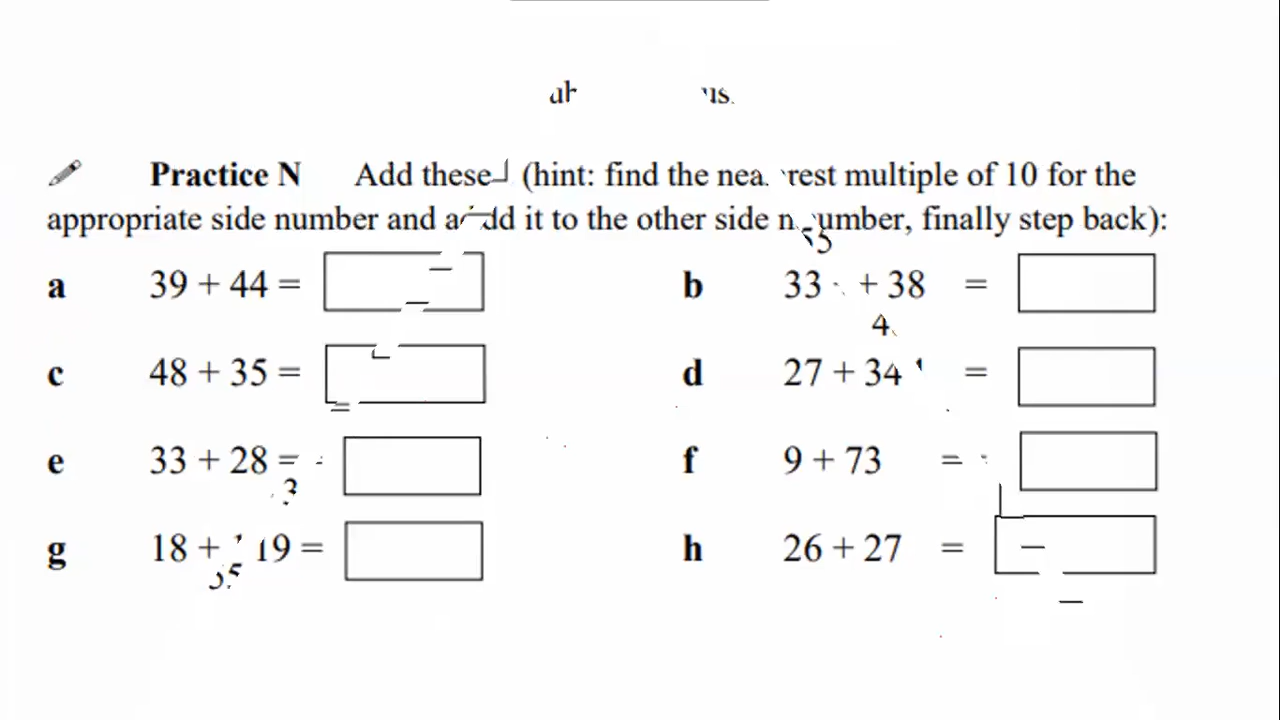 Practice N Add these (hint: find the nearest multiple of 10 for the
appropriate side number and add it to the other side number, finally step back):
a 39 + 44 = b 33 + 38 =
c 48 + 35 = d 27 + 34 =
e 33 + 28 = f 9 + 73 =
g 18 + 19 = h 26 + 27 =